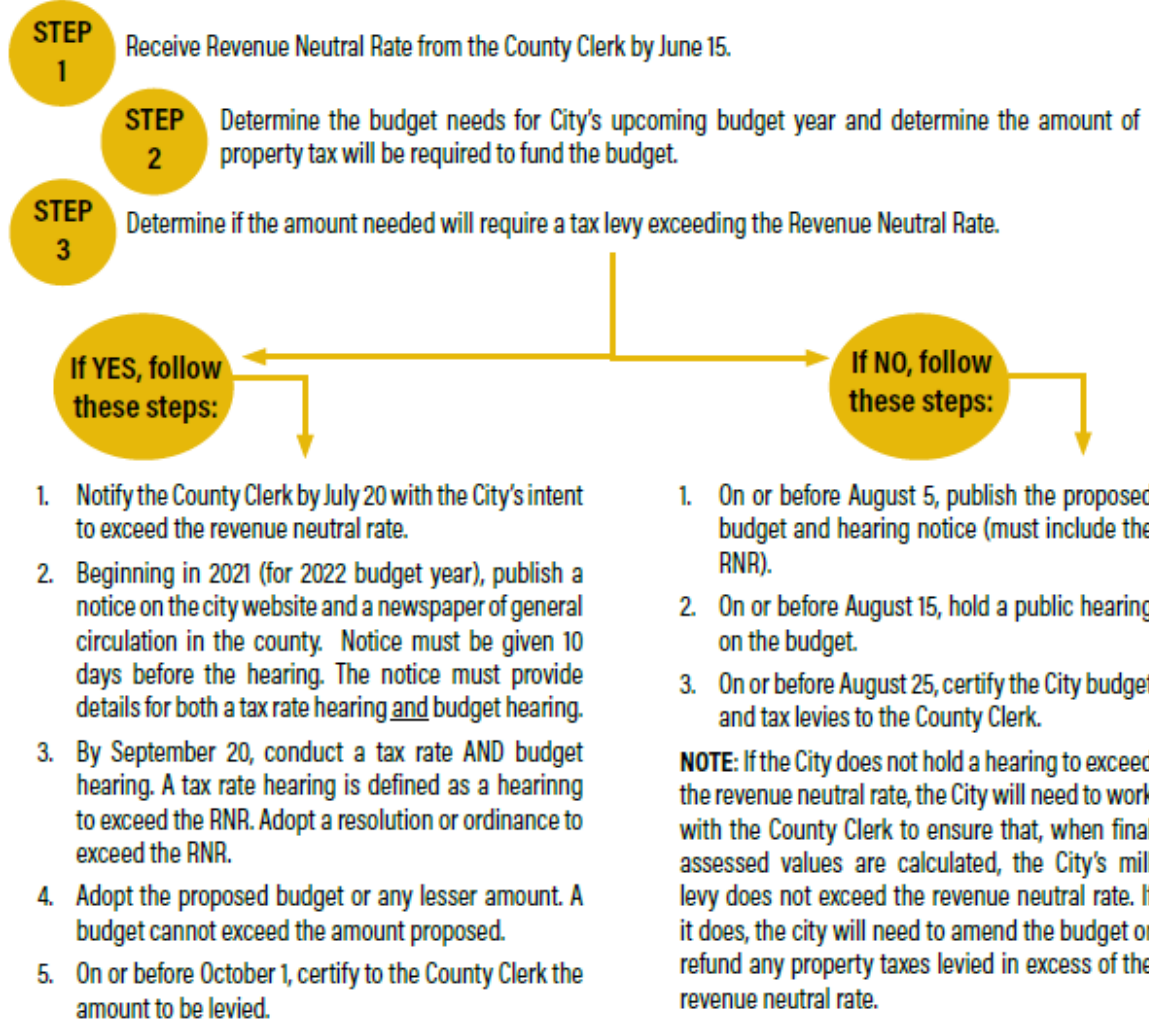 STEP
1
Receive Revenue Neutral Rate from the County Clerk by June 15.
STEP
2
Determine the budget needs for City's upcoming budget year and determine the amount of
property tax will be required to fund the budget.
STEP
3
Determine if the amount needed will require a tax levy exceeding the Revenue Neutral Rate.
If YES, follow
these steps:
1. Notify the County Clerk by July 20 with the City's intent
to exceed the revenue neutral rate.
2. Beginning in 2021 (for 2022 budget year), publish a
notice on the city website and a newspaper of general
circulation in the county. Notice must be given 10
days before the hearing. The notice must provide
details for both a tax rate hearing and budget hearing.
3. By September 20, conduct a tax rate AND budget
hearing. A tax rate hearing is defined as a hearinng
to exceed the RNR. Adopt a resolution or ordinance to
exceed the RNR.
4. Adopt the proposed budget or any lesser amount. A
budget cannot exceed the amount proposed.
5. On or before October 1, certify to the County Clerk the
amount to be levied.
If NO, follow
these steps:
1. On or before August 5, publish the proposed
budget and hearing notice (must include the
RNR).
2. On or before August 15, hold a public hearing
on the budget.
3. On or before August 25, certify the City budget
and tax levies to the County Clerk.
NOTE: If the City does not hold a hearing to exceed
the revenue neutral rate, the City will need to work
with the County Clerk to ensure that, when final
assessed values are calculated, the City's mill
levy does not exceed the revenue neutral rate. If
it does, the city will need to amend the budget or
refund any property taxes levied in excess of the
revenue neutral rate.